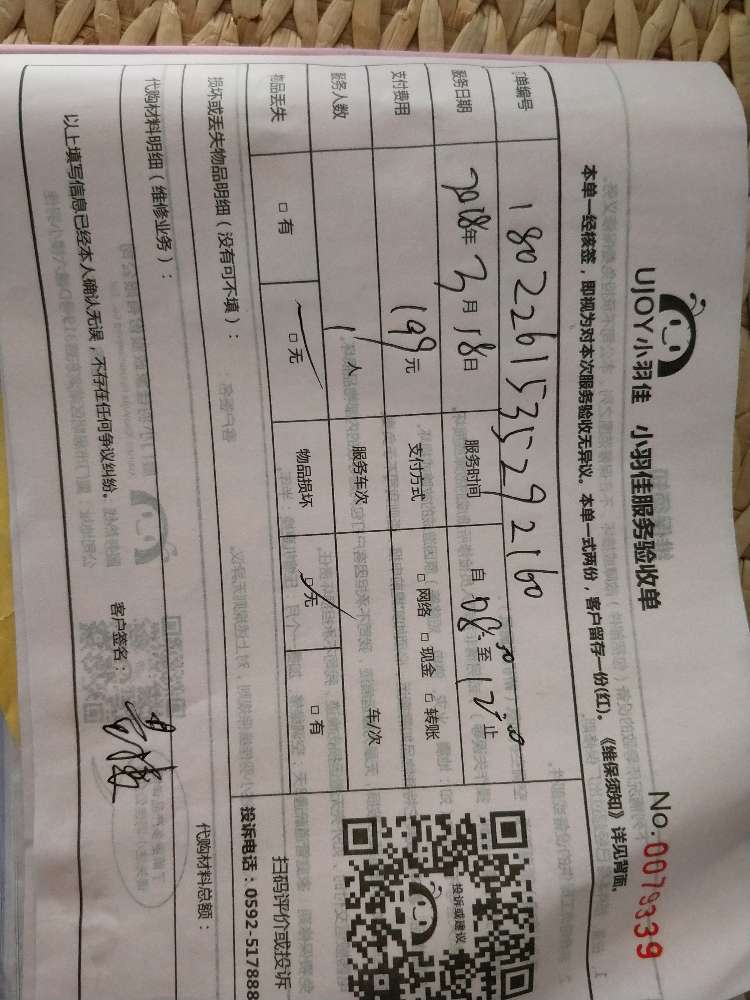 UJOY小羽佳 小羽佳服务验收单
No.0079339
本单一经核签，即视为对本次服务验收无异议。本单一式两份，客户留存一份(红)。《维保须知》详见背面。
单编号 1802261535292160
服务日期 2018年3月18日 服务时间 自08:30至12:00止
支付费用 199元 支付方式 □网络 □现金 □转账
服务人数 1人 服务车次 车/次
物品丢失 □有 □无 物品损坏 □无 □有
损坏或丢失物品明细（没有可不填）：
代购材料明细（维修业务）：
代购材料总额：
以上填写信息已经本人确认无误，不存在任何争议纠纷。 客户签名：
投诉或建议
扫码评价或投诉
投诉电话：0592-517888